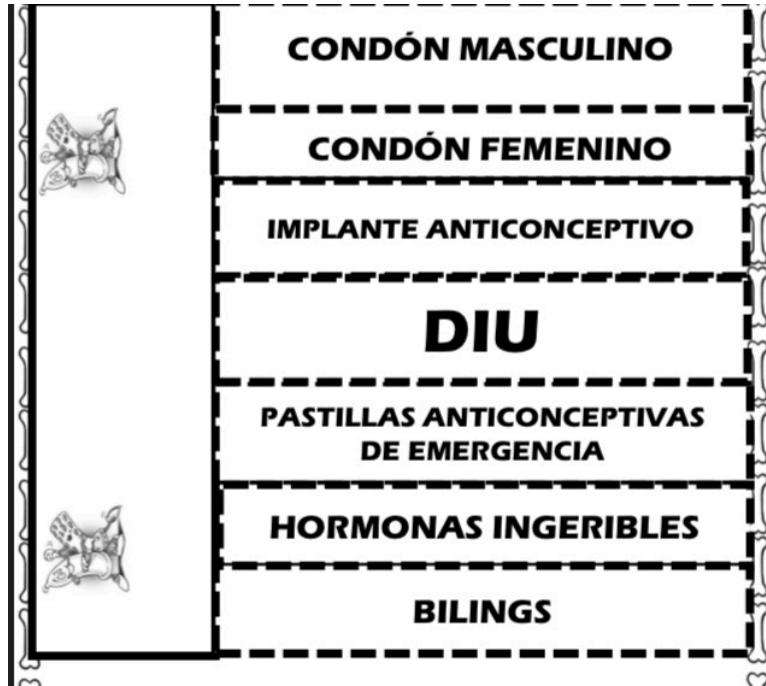 CONDÓN MASCULINO
CONDÓN FEMENINO
IMPLANTE ANTICONCEPTIVO
DIU
PASTILLAS ANTICONCEPTIVAS
DE EMERGENCIA
HORMONAS INGERIBLES
BILINGS